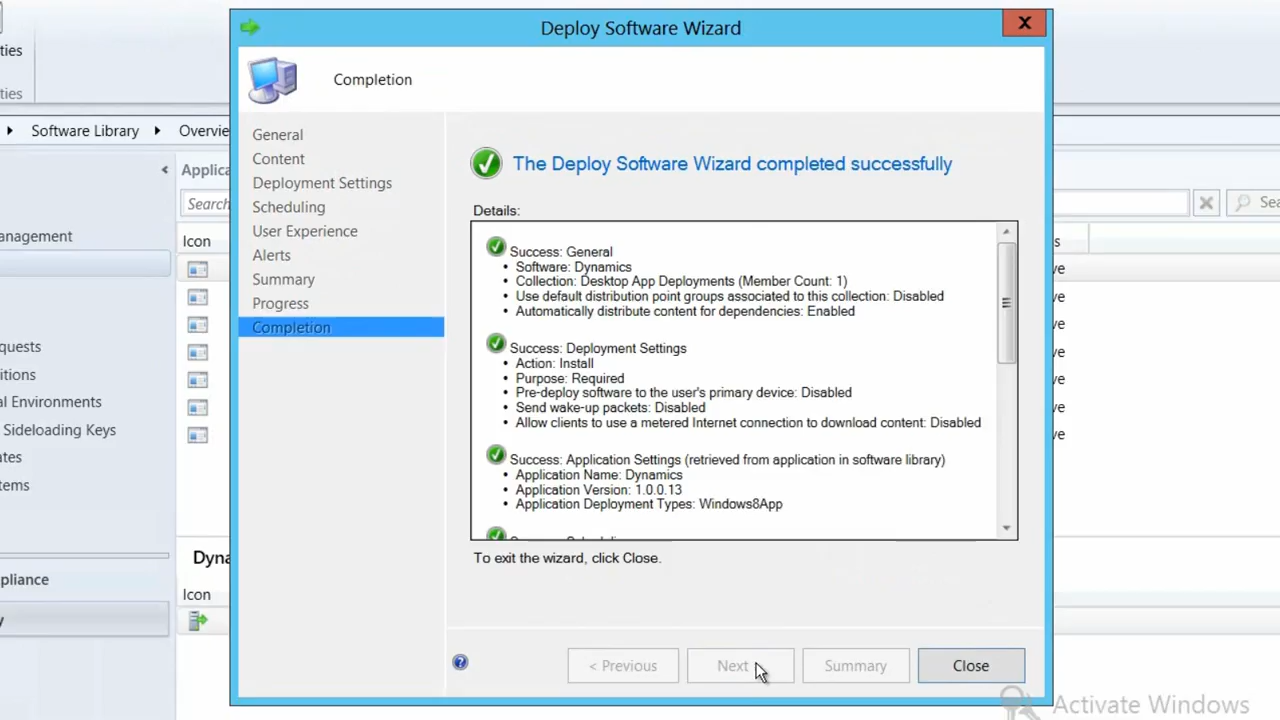 Deploy Software Wizard
X
ties
ties
Software Library
Overvie
Applica
Search
Sea
anagement
Icon
s
ve
ve
ve
ve
ve
ve
ve
quests
itions
al Environments
Sideloading Keys
ates
tems
Dyna
pliance
Icon
y
Completion
General
Content
Deployment Settings
Scheduling
User Experience
Alerts
Summary
Progress
Completion
The Deploy Software Wizard completed successfully
Details:
Success: General
• Software: Dynamics
• Collection: Desktop App Deployments (Member Count: 1)
• Use default distribution point groups associated to this collection: Disabled
• Automatically distribute content for dependencies: Enabled
Success: Deployment Settings
• Action: Install
• Purpose: Required
• Pre-deploy software to the user's primary device: Disabled
• Send wake-up packets: Disabled
• Allow clients to use a metered Internet connection to download content: Disabled
Success: Application Settings (retrieved from application in software library)
• Application Name: Dynamics
• Application Version: 1.0.0.13
• Application Deployment Types: Windows8App
To exit the wizard, click Close.
< Previous
Next
Summary
Close
Activate Windows